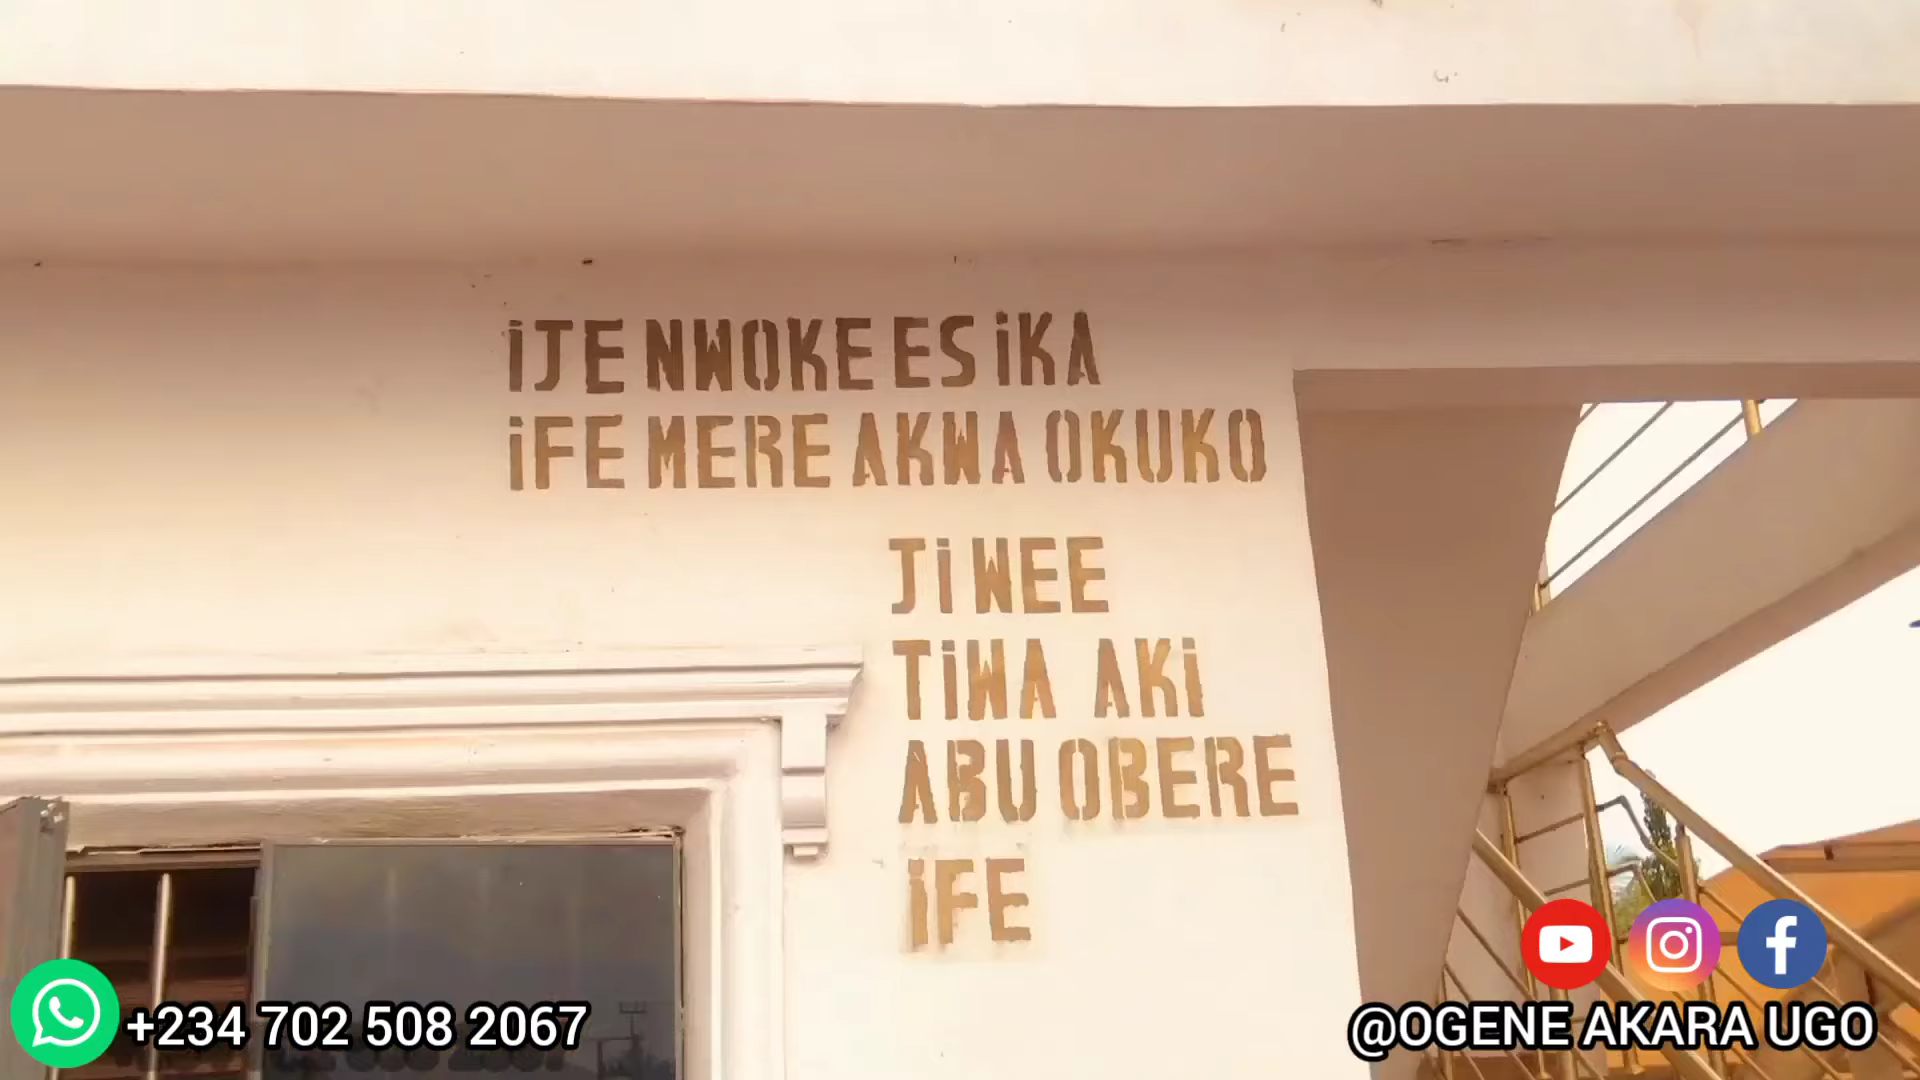 iJE NWOKE ESiKA
iFE MERE AKWA OKUKO
Ji WEE
TiWA AKi
ABU OBERE
iFE
+234 702 508 2067
@OGENE AKARA UGO